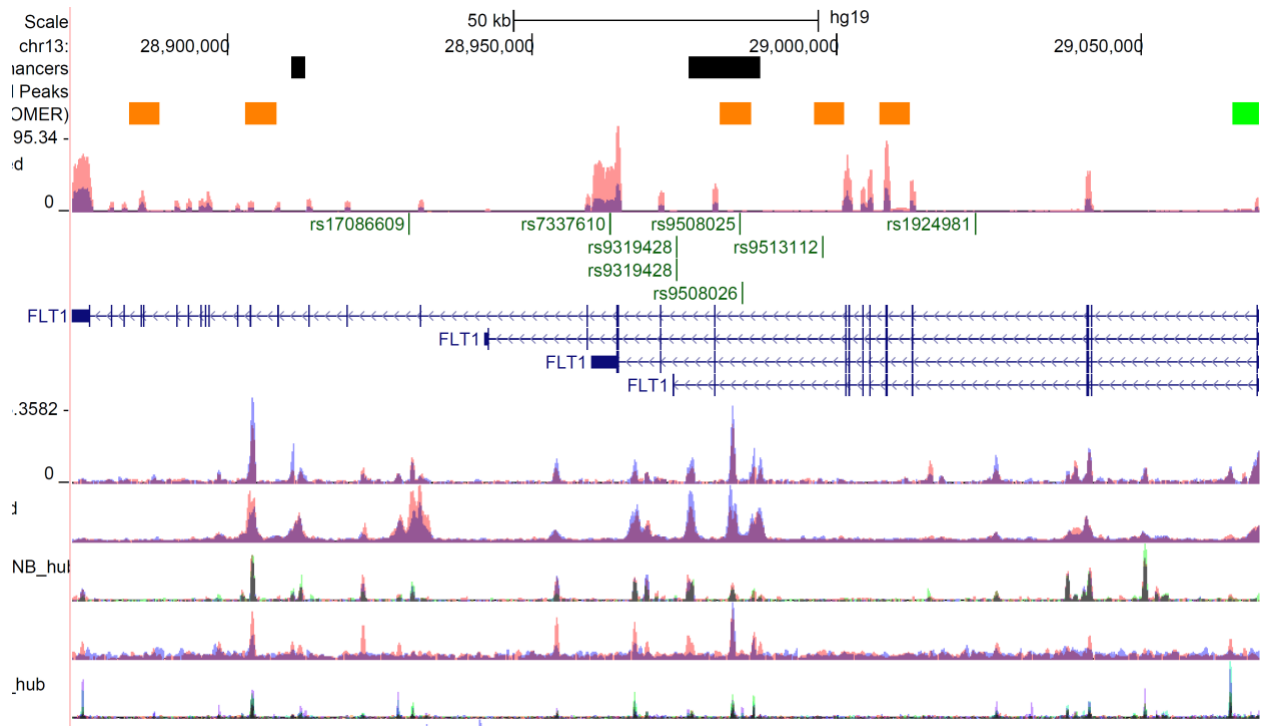 Scale 50 kb hg19
chr13: 28,900,000 28,950,000 29,000,000 29,050,000
hancers
l Peaks
OMER)
95.34 -
d
0 _
rs17086609 rs7337610 rs9508025 rs1924981
rs9319428 rs9513112
rs9319428
rs9508026
FLT1
FLT1
FLT1
FLT1
.3582 -
0 _
d
NB_hub
_hub